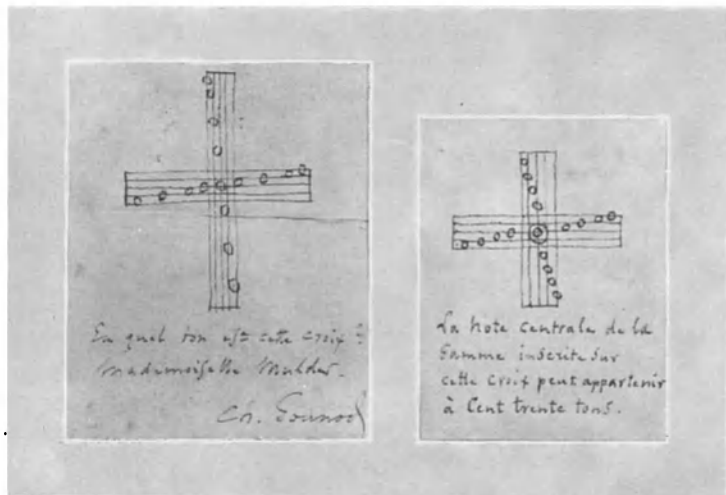 En quel ton est cette croix?
Mademoiselle Mulder.
Ch. Gounod
La note centrale de la
Gamme inscrite sur
cette croix peut appartenir
à Cent trente tons.